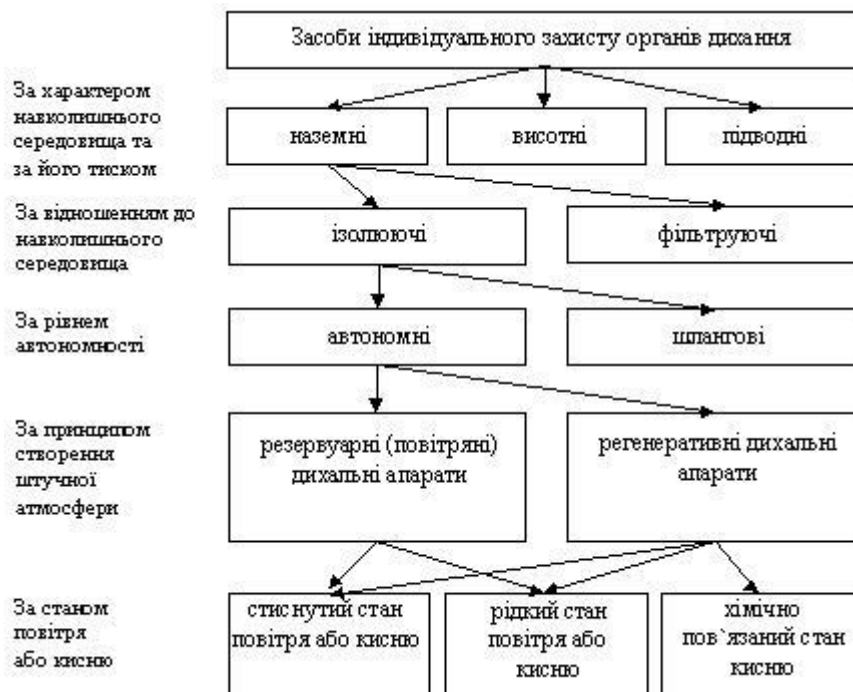 Засоби індивідуального захисту органів дихання
За характером
навколишнього
середовища та
за його тиском
наземні
висотні
підводні
За відношенням до
навколишнього
середовища
ізолюючі
фільтруючі
За рівнем
автономності
автономні
шлангові
За принципом
створення
штучної
атмосфери
резервуарні (повітряні)
дихальні апарати
регенеративні дихальні
апарати
За станом
повітря
або кисню
стиснутий стан
повітря або кисню
рідкий стан
повітря або
кисню
хімічно
пов`язаний стан
кисню